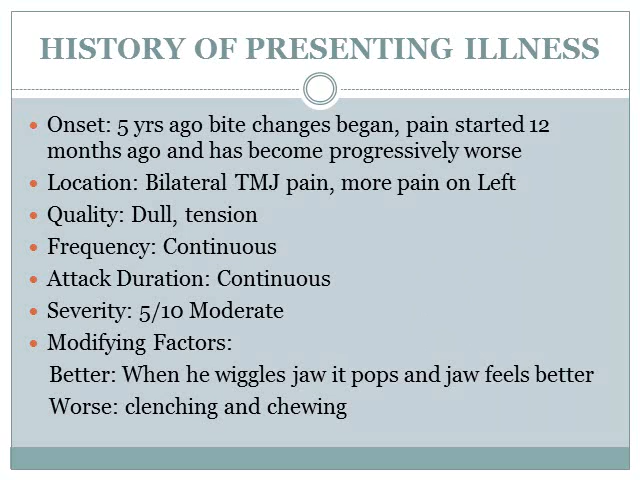 HISTORY OF PRESENTING ILLNESS
• Onset: 5 yrs ago bite changes began, pain started 12
months ago and has become progressively worse
• Location: Bilateral TMJ pain, more pain on Left
• Quality: Dull, tension
• Frequency: Continuous
• Attack Duration: Continuous
• Severity: 5/10 Moderate
• Modifying Factors:
Better: When he wiggles jaw it pops and jaw feels better
Worse: clenching and chewing